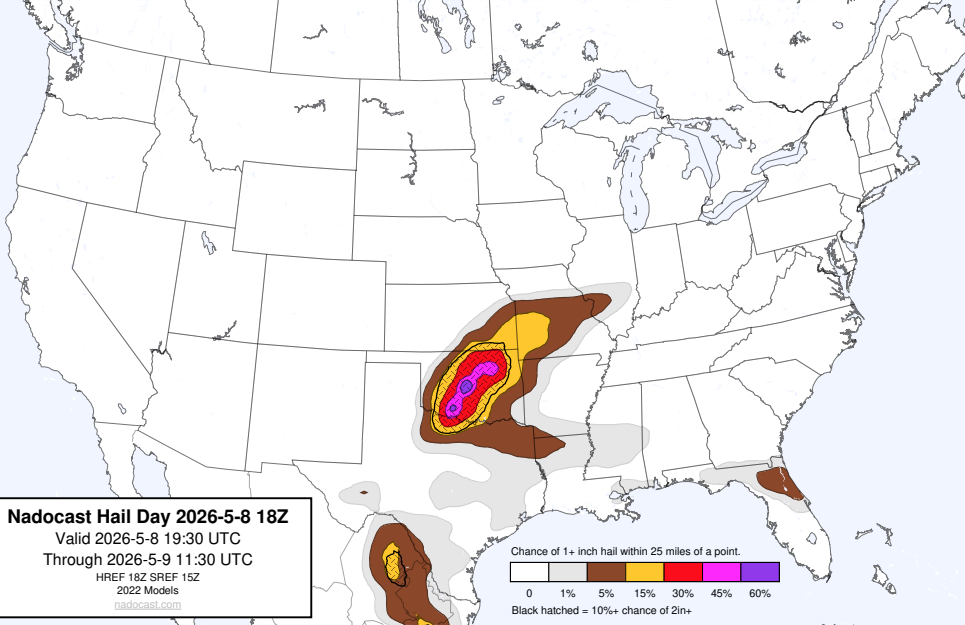 Nadocast Hail Day 2026-5-8 18Z
Valid 2026-5-8 19:30 UTC
Through 2026-5-9 11:30 UTC
HREF 18Z SREF 15Z
2022 Models
nadocast.com
Chance of 1+ inch hail within 25 miles of a point.
0 1% 5% 15% 30% 45% 60%
Black hatched = 10%+ chance of 2in+